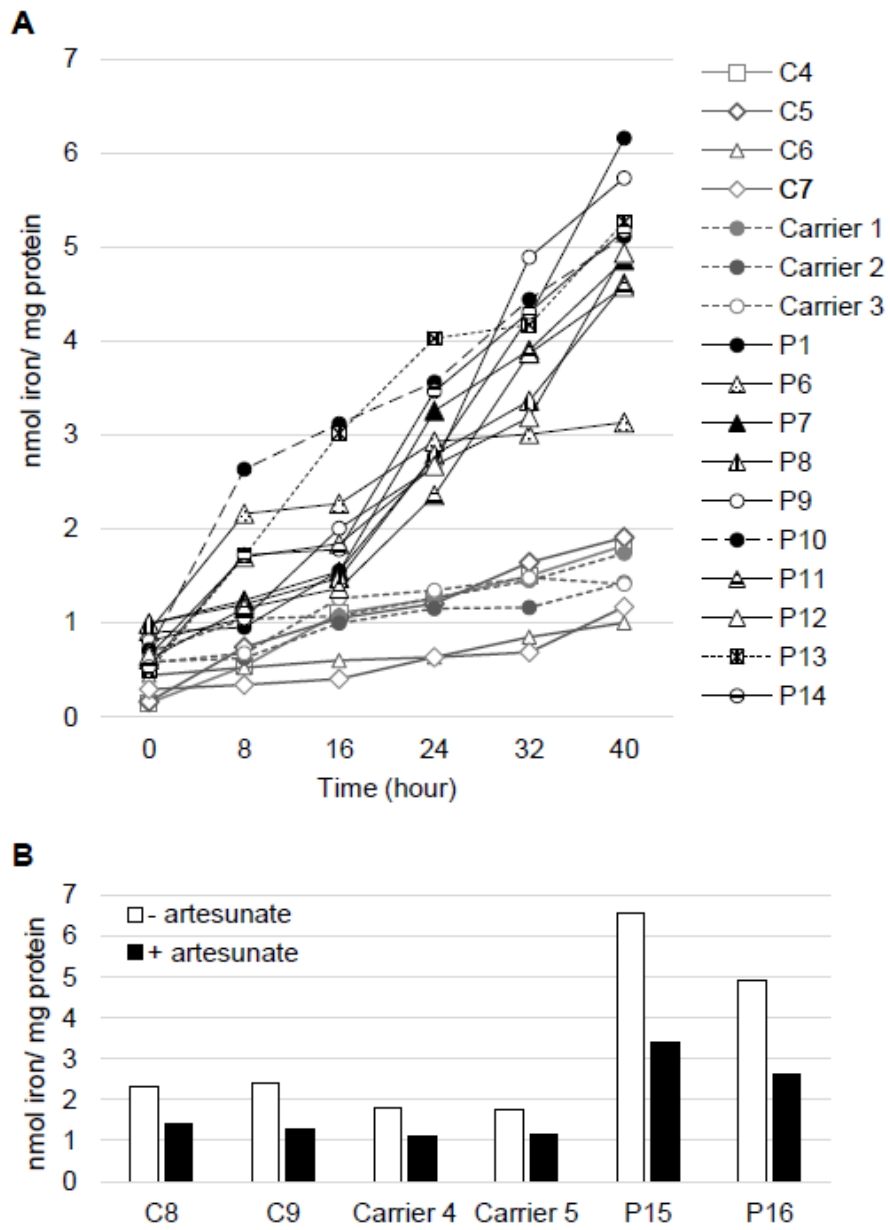 A
7
6
5
4
3
2
1
0
nmol iron/ mg protein
0 8 16 24 32 40
Time (hour)
C4
C5
C6
C7
Carrier 1
Carrier 2
Carrier 3
P1
P6
P7
P8
P9
P10
P11
P12
P13
P14
B
7
6
5
4
3
2
1
0
nmol iron/ mg protein
- artesunate
+ artesunate
C8 C9 Carrier 4 Carrier 5 P15 P16